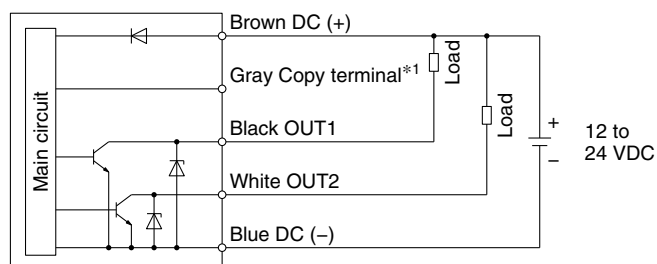 Brown DC (+)
Gray Copy terminal*1
Black OUT1
White OUT2
Blue DC (−)
Main circuit
Load
Load
+
−
12 to
24 VDC